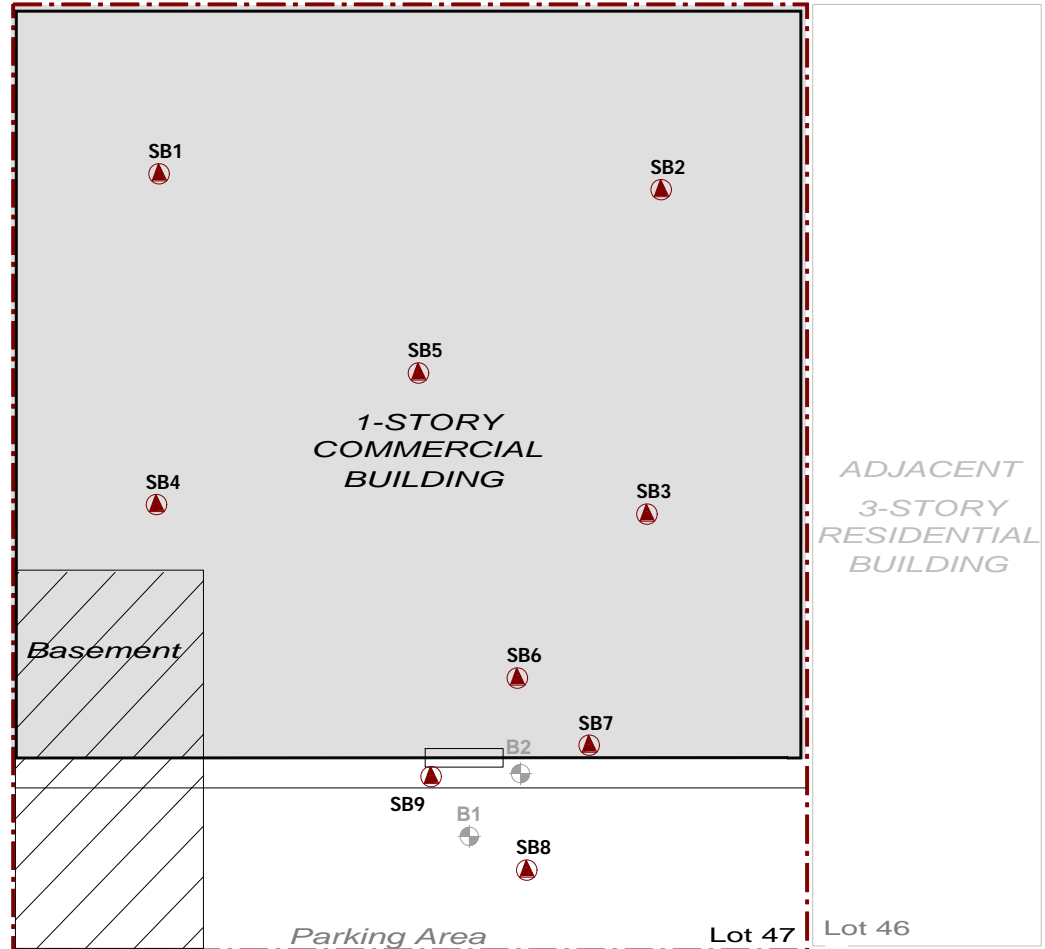 SB1
SB2
SB5
1-STORY
COMMERCIAL
BUILDING
SB4
SB3
ADJACENT
3-STORY
RESIDENTIAL
BUILDING
Basement
SB6
SB7
B2
SB9
B1
SB8
Parking Area
Lot 47
Lot 46